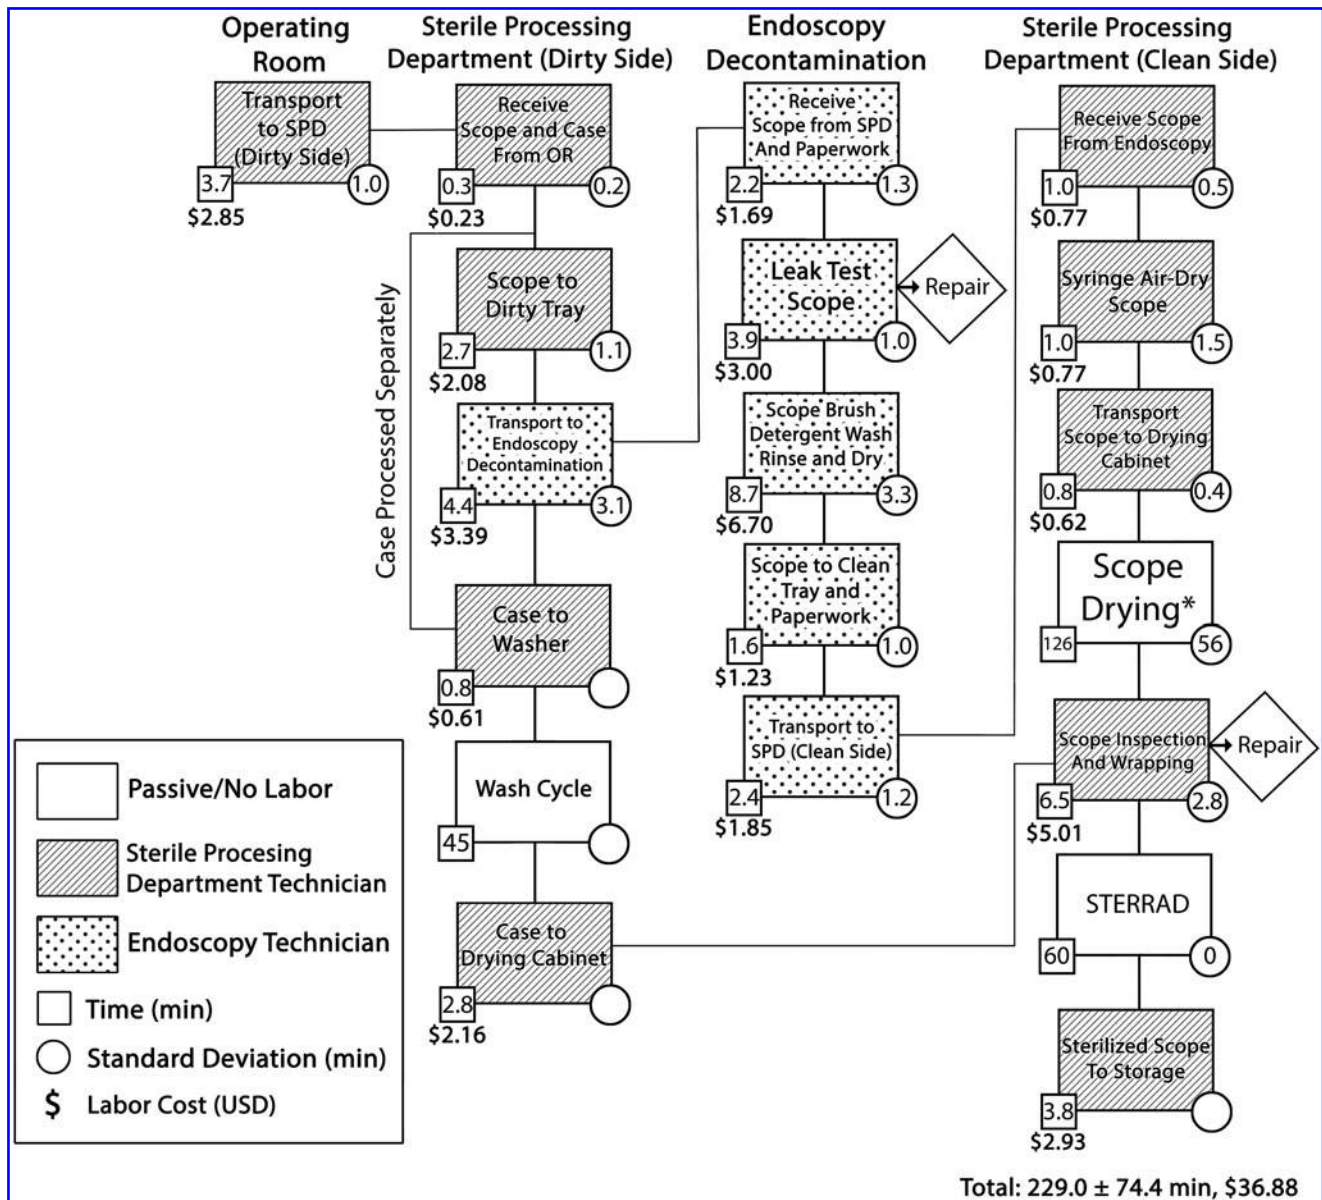 Operating
Room
Transport
to SPD
(Dirty Side)
3.7
1.0
$2.85
Sterile Processing
Department (Dirty Side)
Receive
Scope and Case
From OR
0.3
0.2
$0.23
Case Processed Separately
Scope to
Dirty Tray
2.7
1.1
$2.08
Transport to
Endoscopy
Decontamination
4.4
3.1
$3.39
Case to
Washer
0.8
$0.61
Wash Cycle
45
Case to
Drying Cabinet
2.8
$2.16
Endoscopy
Decontamination
Receive
Scope from SPD
And Paperwork
2.2
1.3
$1.69
Leak Test
Scope
Repair
3.9
1.0
$3.00
Scope Brush
Detergent Wash
Rinse and Dry
8.7
3.3
$6.70
Scope to Clean
Tray and
Paperwork
1.6
1.0
$1.23
Transport to
SPD (Clean Side)
2.4
1.2
$1.85
Sterile Processing
Department (Clean Side)
Receive Scope
From Endoscopy
1.0
0.5
$0.77
Syringe Air-Dry
Scope
1.0
1.5
$0.77
Transport
Scope to Drying
Cabinet
0.8
0.4
$0.62
Scope
Drying*
126
56
Scope Inspection
And Wrapping
Repair
6.5
2.8
$5.01
STERRAD
60
0
Sterilized Scope
To Storage
3.8
$2.93
Passive/No Labor
Sterile Procesing
Department Technician
Endoscopy Technician
Time (min)
Standard Deviation (min)
$ Labor Cost (USD)
Total: 229.0 ± 74.4 min, $36.88